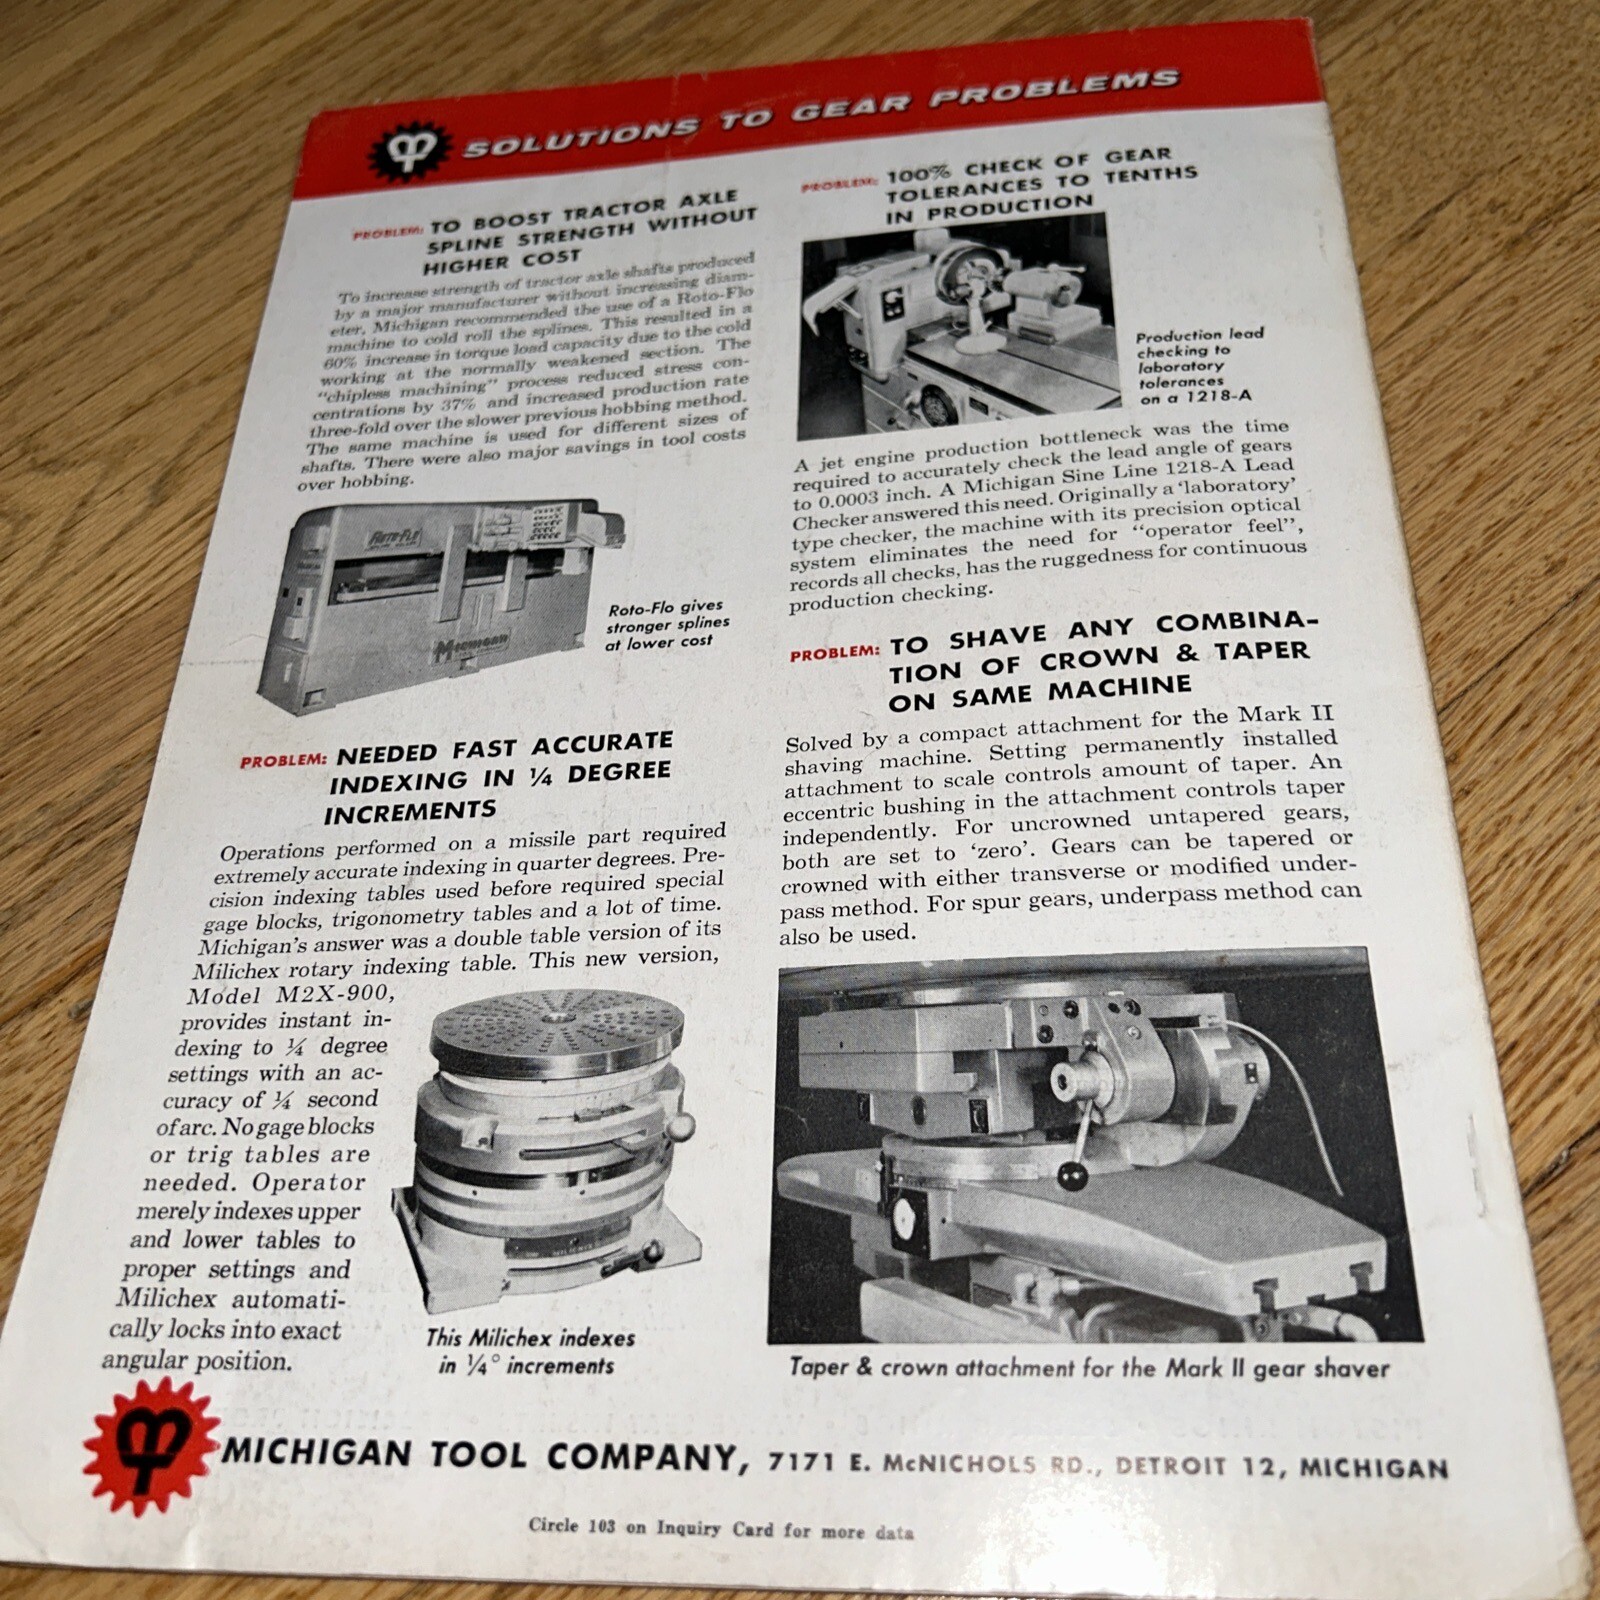 SOLUTIONS TO GEAR PROBLEMS
PROBLEM: TO BOOST TRACTOR AXLE
SPLINE STRENGTH WITHOUT
HIGHER COST
To increase strength of tractor axle shafts produced
by a major manufacturer without increasing diam-
eter, Michigan recommended the use of a Roto-Flo
machine to cold roll the splines. This resulted in a
60% increase in torque load capacity due to the cold
working at the normally weakened section. The
"chipless machining" process reduced stress con-
centrations by 37% and increased production rate
three-fold over the slower previous hobbing method.
The same machine is used for different sizes of
shafts. There were also major savings in tool costs
over hobbing.
ROTO-FLO
MICHIGAN
Roto-Flo gives
stronger splines
at lower cost
PROBLEM: NEEDED FAST ACCURATE
INDEXING IN ¼ DEGREE
INCREMENTS
Operations performed on a missile part required
extremely accurate indexing in quarter degrees. Pre-
cision indexing tables used before required special
gage blocks, trigonometry tables and a lot of time.
Michigan's answer was a double table version of its
Milichex rotary indexing table. This new version,
Model M2X-900,
provides instant in-
dexing to ¼ degree
settings with an ac-
curacy of ¼ second
of arc. No gage blocks
or trig tables are
needed. Operator
merely indexes upper
and lower tables to
proper settings and
Milichex automati-
cally locks into exact
angular position.
This Milichex indexes
in ¼° increments
PROBLEM: 100% CHECK OF GEAR
TOLERANCES TO TENTHS
IN PRODUCTION
Production lead
checking to
laboratory
tolerances
on a 1218-A
A jet engine production bottleneck was the time
required to accurately check the lead angle of gears
to 0.0003 inch. A Michigan Sine Line 1218-A Lead
Checker answered this need. Originally a 'laboratory'
type checker, the machine with its precision optical
system eliminates the need for "operator feel",
records all checks, has the ruggedness for continuous
production checking.
PROBLEM: TO SHAVE ANY COMBINA-
TION OF CROWN & TAPER
ON SAME MACHINE
Solved by a compact attachment for the Mark II
shaving machine. Setting permanently installed
attachment to scale controls amount of taper. An
eccentric bushing in the attachment controls taper
independently. For uncrowned untapered gears,
both are set to 'zero'. Gears can be tapered or
crowned with either transverse or modified under-
pass method. For spur gears, underpass method can
also be used.
Taper & crown attachment for the Mark II gear shaver
MICHIGAN TOOL COMPANY, 7171 E. McNICHOLS RD., DETROIT 12, MICHIGAN
Circle 103 on Inquiry Card for more data